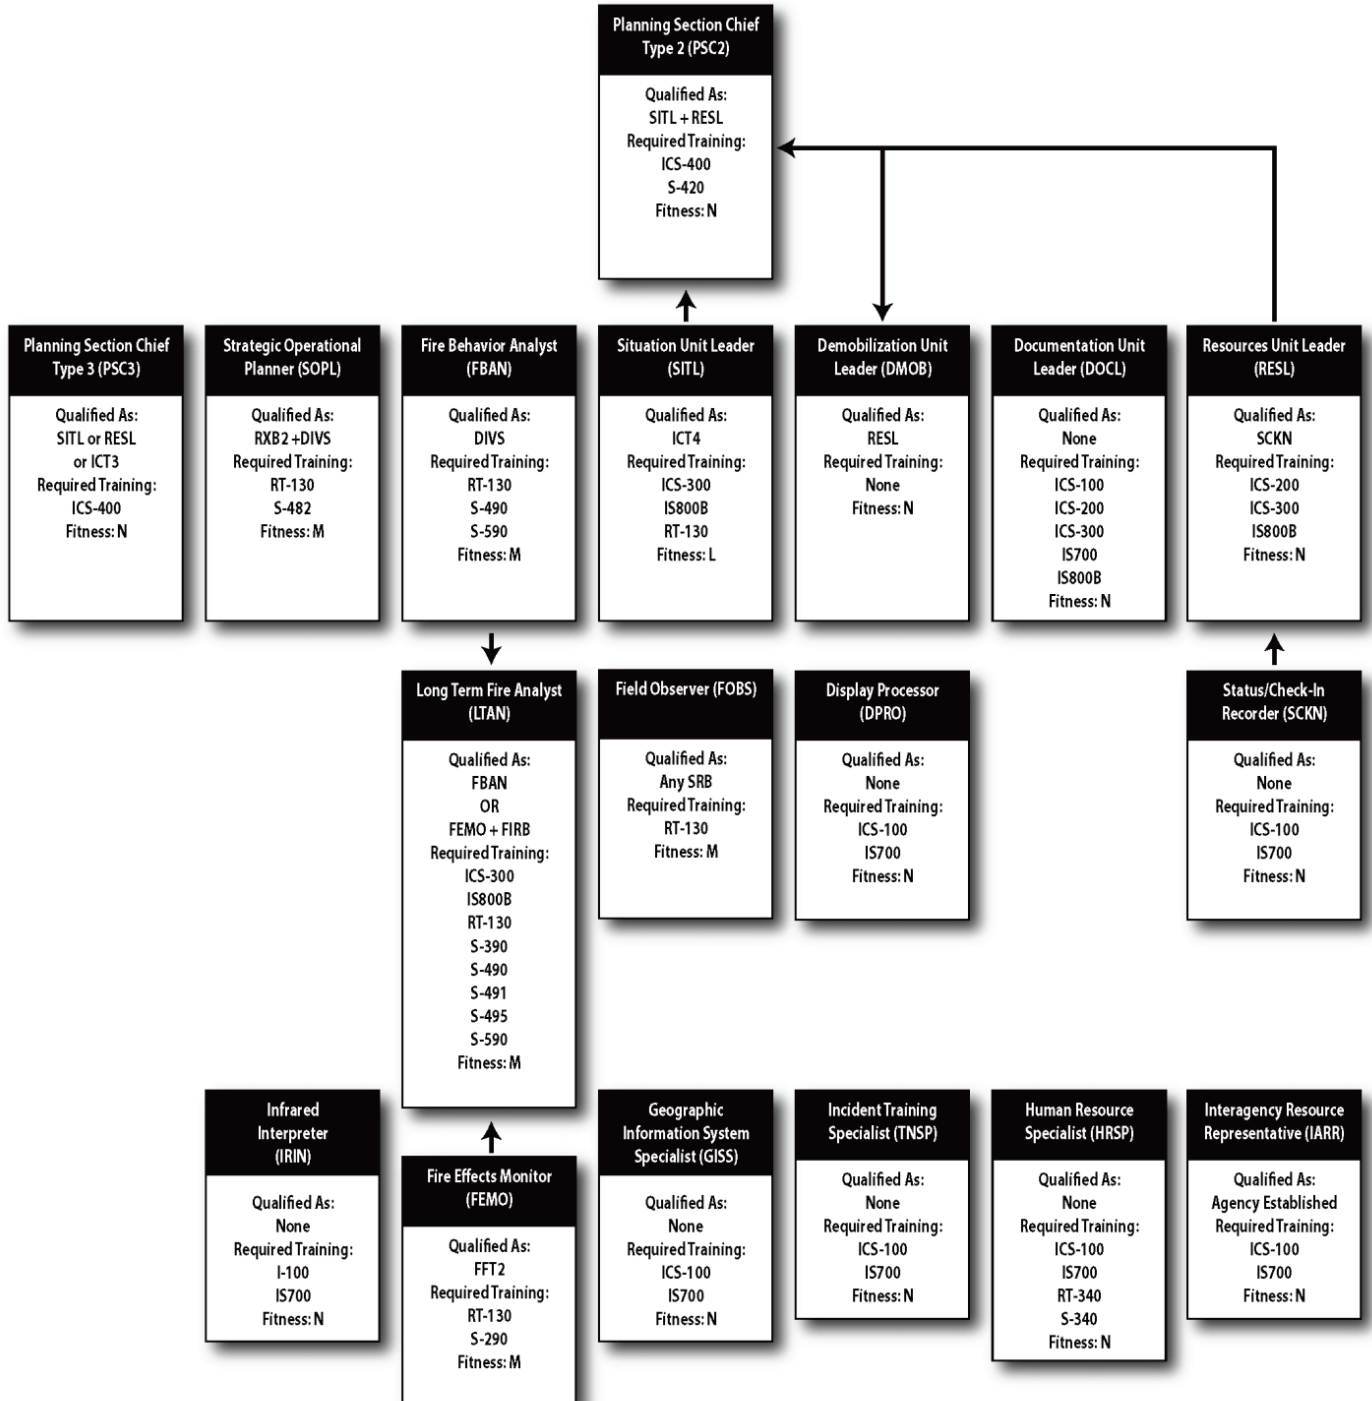 Planning Section Chief
Type 2 (PSC2)
Qualified As:
SITL + RESL
Required Training:
ICS-400
S-420
Fitness: N
Planning Section Chief
Type 3 (PSC3)
Qualified As:
SITL or RESL
or ICT3
Required Training:
ICS-400
Fitness: N
Strategic Operational
Planner (SOPL)
Qualified As:
RXB2 +DIVS
Required Training:
RT-130
S-482
Fitness: M
Fire Behavior Analyst
(FBAN)
Qualified As:
DIVS
Required Training:
RT-130
S-490
S-590
Fitness: M
Situation Unit Leader
(SITL)
Qualified As:
ICT4
Required Training:
ICS-300
IS800B
RT-130
Fitness: L
Demobilization Unit
Leader (DMOB)
Qualified As:
RESL
Required Training:
None
Fitness: N
Documentation Unit
Leader (DOCL)
Qualified As:
None
Required Training:
ICS-100
ICS-200
ICS-300
IS700
IS800B
Fitness: N
Resources Unit Leader
(RESL)
Qualified As:
SCKN
Required Training:
ICS-200
ICS-300
IS800B
Fitness: N
Long Term Fire Analyst
(LTAN)
Qualified As:
FBAN
OR
FEMO + FIRB
Required Training:
ICS-300
IS800B
RT-130
S-390
S-490
S-491
S-495
S-590
Fitness: M
Field Observer (FOBS)
Qualified As:
Any SRB
Required Training:
RT-130
Fitness: M
Display Processor
(DPRO)
Qualified As:
None
Required Training:
ICS-100
IS700
Fitness: N
Status/Check-In
Recorder (SCKN)
Qualified As:
None
Required Training:
ICS-100
IS700
Fitness: N
Infrared
Interpreter
(IRIN)
Qualified As:
None
Required Training:
I-100
IS700
Fitness: N
Fire Effects Monitor
(FEMO)
Qualified As:
FFT2
Required Training:
RT-130
S-290
Fitness: M
Geographic
Information System
Specialist (GISS)
Qualified As:
None
Required Training:
ICS-100
IS700
Fitness: N
Incident Training
Specialist (TNSP)
Qualified As:
None
Required Training:
ICS-100
IS700
Fitness: N
Human Resource
Specialist (HRSP)
Qualified As:
None
Required Training:
ICS-100
IS700
RT-340
S-340
Fitness: N
Interagency Resource
Representative (IARR)
Qualified As:
Agency Established
Required Training:
ICS-100
IS700
Fitness: N